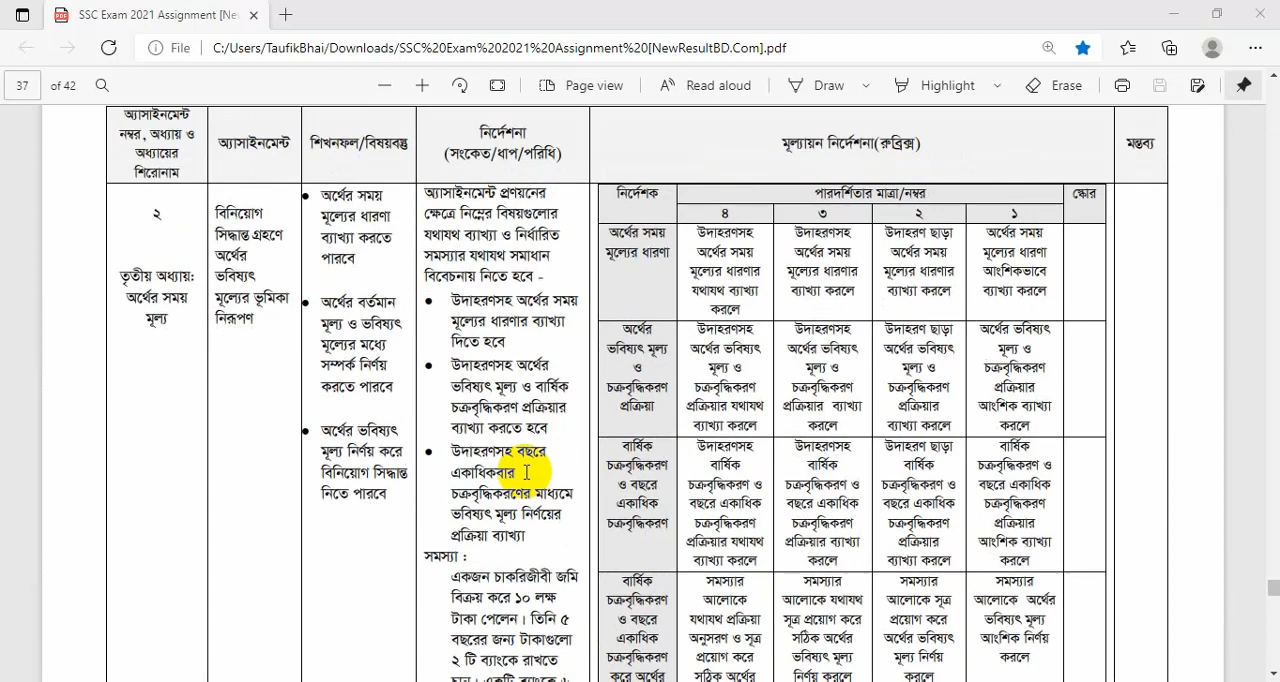 SSC Exam 2021 Assignment [Nev
File
C:/Users/TaufikBhai/Downloads/SSC%20Exam%202021%20Assignment%20[NewResultBD.Com].pdf
37 of 42
Page view
Read aloud
Draw
Highlight
Erase
অ্যাসাইনমেন্ট
নম্বর, অধ্যায় ও
অধ্যায়ের
শিরোনাম
অ্যাসাইনমেন্ট
শিখনফল/বিষয়বস্তু
নির্দেশনা
(সংকেত/ধাপ/পরিধি)
মূল্যায়ন নির্দেশনা(রুব্রিক্স)
মন্তব্য
২
তৃতীয় অধ্যায়:
অর্থের সময়
মূল্য
বিনিয়োগ
সিদ্ধান্ত গ্রহণে
অর্থের
ভবিষ্যৎ
মূল্যের ভূমিকা
নিরূপণ
● অর্থের সময়
মূল্যের ধারণা
ব্যাখ্যা করতে
পারবে
● অর্থের বর্তমান
মূল্য ও ভবিষ্যৎ
মূল্যের মধ্যে
সম্পর্ক নির্ণয়
করতে পারবে
● অর্থের ভবিষ্যৎ
মূল্য নির্ণয় করে
বিনিয়োগ সিদ্ধান্ত
নিতে পারবে
অ্যাসাইনমেন্ট প্রণয়নের
ক্ষেত্রে নিম্নের বিষয়গুলোর
যথাযথ ব্যাখ্যা ও নির্ধারিত
সমস্যার যথাযথ সমাধান
বিবেচনায় নিতে হবে -
● উদাহরণসহ অর্থের সময়
মূল্যের ধারণার ব্যাখ্যা
দিতে হবে
● উদাহরণসহ অর্থের
ভবিষ্যৎ মূল্য ও বার্ষিক
চক্রবৃদ্ধিকরণ প্রক্রিয়ার
ব্যাখ্যা করতে হবে
● উদাহরণসহ বছরে
একাধিকবার
চক্রবৃদ্ধিকরণের মাধ্যমে
ভবিষ্যৎ মূল্য নির্ণয়ের
প্রক্রিয়া ব্যাখ্যা
সমস্যা :
একজন চাকরিজীবী জমি
বিক্রয় করে ১০ লক্ষ
টাকা পেলেন। তিনি ৫
বছরের জন্য টাকাগুলো
২ টি ব্যাংকে রাখতে
নির্দেশক
পারদর্শিতার মাত্রা/নম্বর
স্কোর
৪
৩
২
১
অর্থের সময়
মূল্যের ধারণা
উদাহরণসহ
অর্থের সময়
মূল্যের ধারণার
যথাযথ ব্যাখ্যা
করলে
উদাহরণসহ
অর্থের সময়
মূল্যের ধারণার
ব্যাখ্যা করলে
উদাহরণ ছাড়া
অর্থের সময়
মূল্যের ধারণার
ব্যাখ্যা করলে
অর্থের সময়
মূল্যের ধারণা
আংশিকভাবে
ব্যাখ্যা করলে
অর্থের
ভবিষ্যৎ মূল্য
ও
চক্রবৃদ্ধিকরণ
প্রক্রিয়া
উদাহরণসহ
অর্থের ভবিষ্যৎ
মূল্য ও
চক্রবৃদ্ধিকরণ
প্রক্রিয়ার যথাযথ
ব্যাখ্যা করলে
উদাহরণসহ
অর্থের ভবিষ্যৎ
মূল্য ও
চক্রবৃদ্ধিকরণ
প্রক্রিয়ার ব্যাখ্যা
করলে
উদাহরণ ছাড়া
অর্থের ভবিষ্যৎ
মূল্য ও
চক্রবৃদ্ধিকরণ
প্রক্রিয়ার
ব্যাখ্যা করলে
অর্থের ভবিষ্যৎ
মূল্য ও
চক্রবৃদ্ধিকরণ
প্রক্রিয়ার
আংশিক ব্যাখ্যা
করলে
বার্ষিক
চক্রবৃদ্ধিকরণ
ও বছরে
একাধিক
চক্রবৃদ্ধিকরণ
উদাহরণসহ
বার্ষিক
চক্রবৃদ্ধিকরণ ও
বছরে একাধিক
চক্রবৃদ্ধিকরণ
প্রক্রিয়ার যথাযথ
ব্যাখ্যা করলে
উদাহরণসহ
বার্ষিক
চক্রবৃদ্ধিকরণ ও
বছরে একাধিক
চক্রবৃদ্ধিকরণ
প্রক্রিয়ার ব্যাখ্যা
করলে
উদাহরণ ছাড়া
বার্ষিক
চক্রবৃদ্ধিকরণ ও
বছরে একাধিক
চক্রবৃদ্ধিকরণ
প্রক্রিয়ার
ব্যাখ্যা করলে
বার্ষিক
চক্রবৃদ্ধিকরণ ও
বছরে একাধিক
চক্রবৃদ্ধিকরণ
প্রক্রিয়ার
আংশিক ব্যাখ্যা
করলে
বার্ষিক
চক্রবৃদ্ধিকরণ
ও বছরে
একাধিক
চক্রবৃদ্ধিকরণ
করে অর্থের
সমস্যার
আলোকে
যথাযথ প্রক্রিয়া
অনুসরণ ও সূত্র
প্রয়োগ করে
সঠিক অর্থের
সমস্যার
আলোকে যথাযথ
সূত্র প্রয়োগ করে
সঠিক অর্থের
ভবিষ্যৎ মূল্য
নির্ণয় করলে
সমস্যার
আলোকে সূত্র
প্রয়োগ করে
অর্থের ভবিষ্যৎ
মূল্য নির্ণয়
করলে
সমস্যার
আলোকে অর্থের
ভবিষ্যৎ মূল্য
আংশিক নির্ণয়
করলে